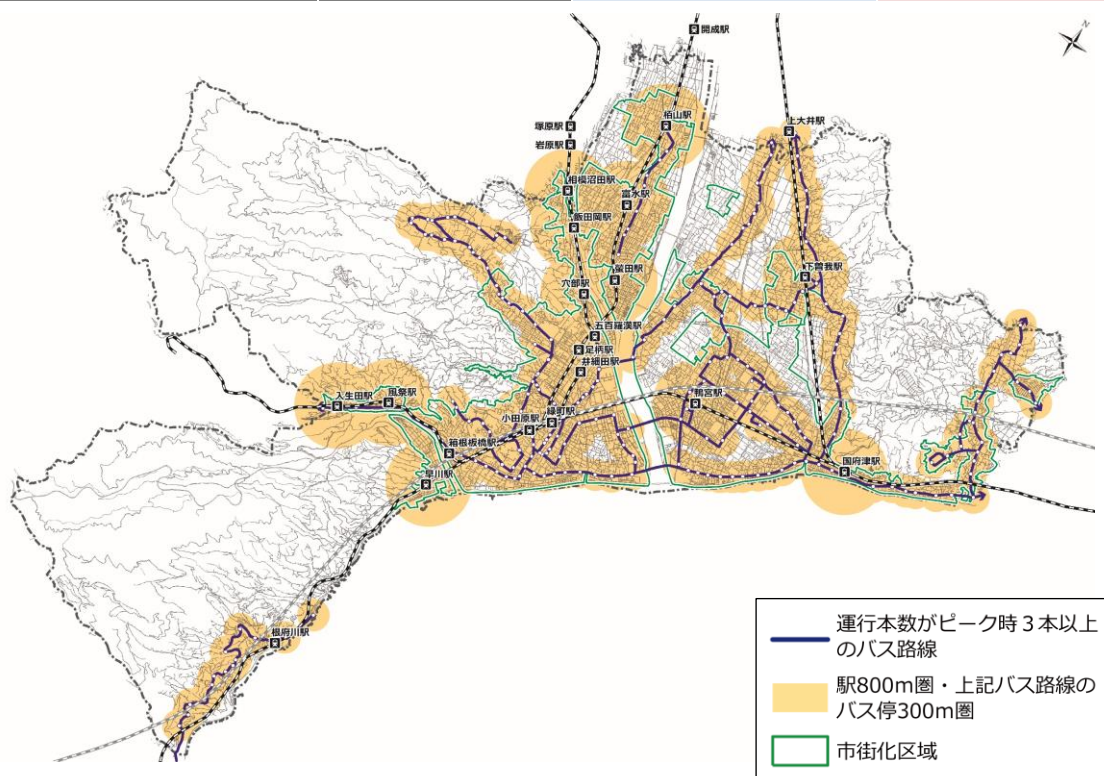 N
開成駅
塚原駅
栢山駅
上大井駅
岩原駅
相模沼田駅
富水駅
飯田岡駅
螢田駅
下曽我駅
穴部駅
五百羅漢駅
足柄駅
井細田駅
入生田駅
風祭駅
緑町駅
鴨宮駅
小田原駅
箱根板橋駅
国府津駅
早川駅
根府川駅
運行本数がピーク時3本以上
のバス路線
駅800m圏・上記バス路線の
バス停300m圏
市街化区域